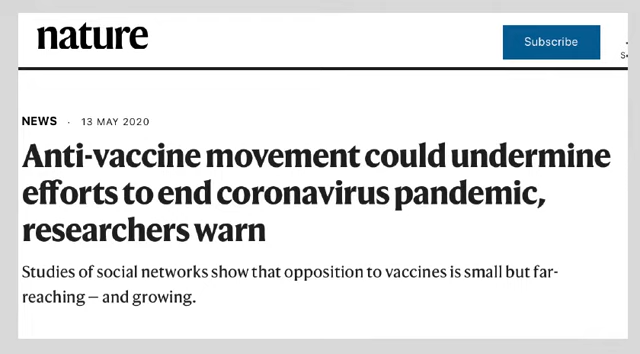 nature
Subscribe
NEWS · 13 MAY 2020
Anti-vaccine movement could undermine
efforts to end coronavirus pandemic,
researchers warn
Studies of social networks show that opposition to vaccines is small but far-
reaching — and growing.